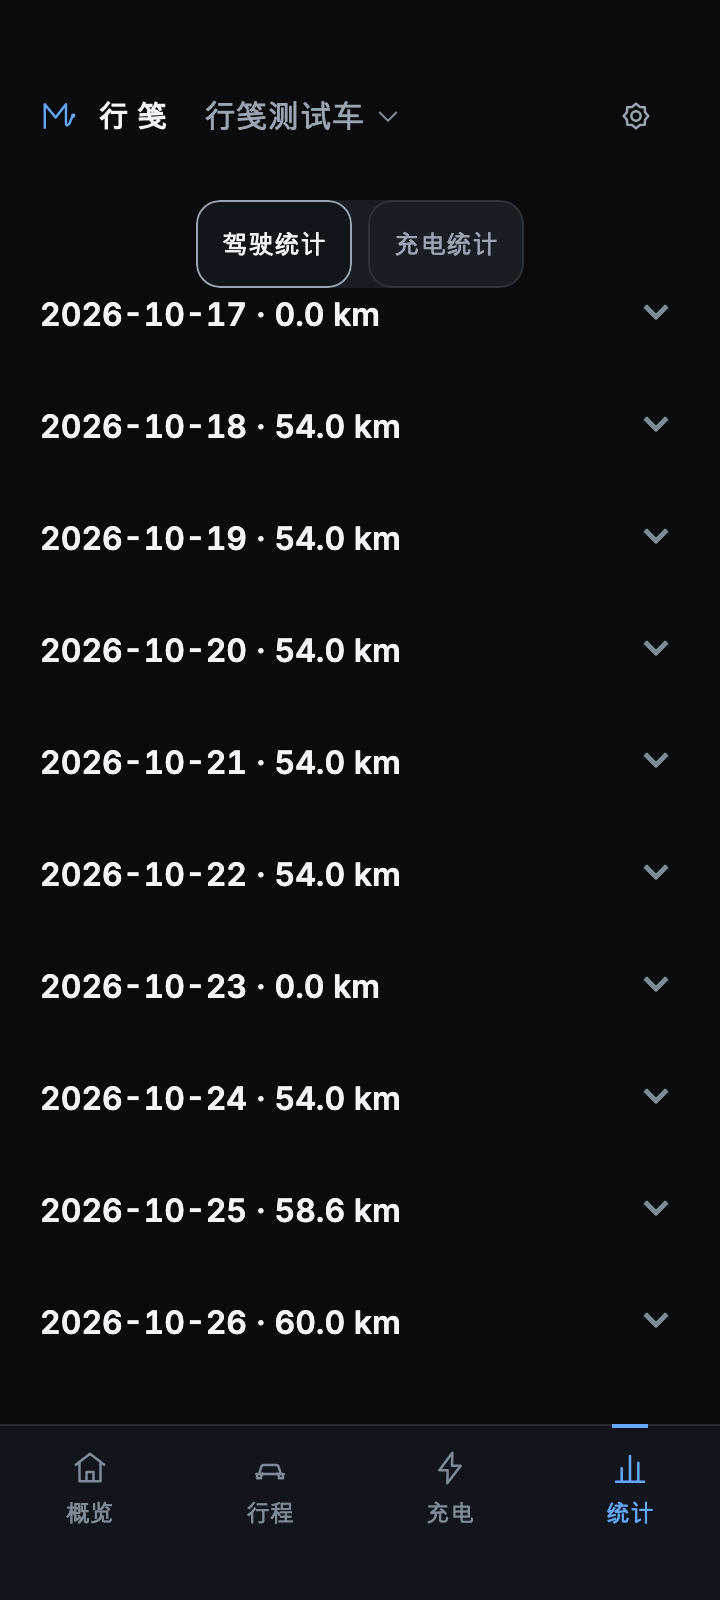 行笺 行笺测试车
驾驶统计 充电统计
2026-10-17 · 0.0 km
2026-10-18 · 54.0 km
2026-10-19 · 54.0 km
2026-10-20 · 54.0 km
2026-10-21 · 54.0 km
2026-10-22 · 54.0 km
2026-10-23 · 0.0 km
2026-10-24 · 54.0 km
2026-10-25 · 58.6 km
2026-10-26 · 60.0 km
概览 行程 充电 统计